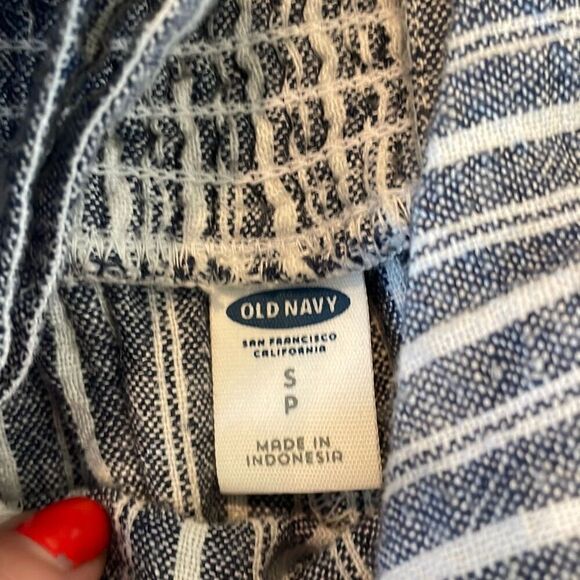 OLD NAVY
SAN FRANCISCO
CALIFORNIA
S
P
MADE IN
INDONESIA